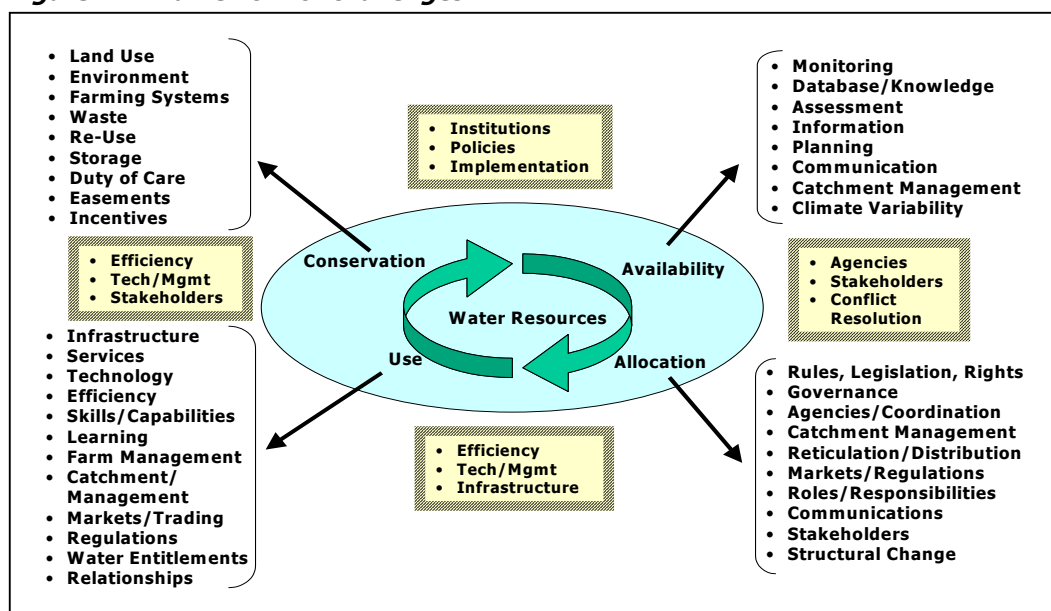 • Land Use
• Environment
• Farming Systems
• Waste
• Re-Use
• Storage
• Duty of Care
• Easements
• Incentives
• Institutions
• Policies
• Implementation
• Monitoring
• Database/Knowledge
• Assessment
• Information
• Planning
• Communication
• Catchment Management
• Climate Variability
• Efficiency
• Tech/Mgmt
• Stakeholders
Conservation
Availability
Water Resources
Use
Allocation
• Agencies
• Stakeholders
• Conflict
Resolution
• Infrastructure
• Services
• Technology
• Efficiency
• Skills/Capabilities
• Learning
• Farm Management
• Catchment/
Management
• Markets/Trading
• Regulations
• Water Entitlements
• Relationships
• Efficiency
• Tech/Mgmt
• Infrastructure
• Rules, Legislation, Rights
• Governance
• Agencies/Coordination
• Catchment Management
• Reticulation/Distribution
• Markets/Regulations
• Roles/Responsibilities
• Communications
• Stakeholders
• Structural Change